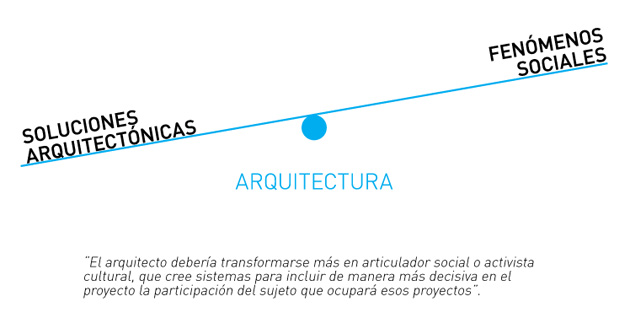 FENÓMENOS
SOCIALES
SOLUCIONES
ARQUITECTÓNICAS
ARQUITECTURA
"El arquitecto debería transformarse más en articulador social o activista
cultural, que cree sistemas para incluir de manera más decisiva en el
proyecto la participación del sujeto que ocupará esos proyectos".